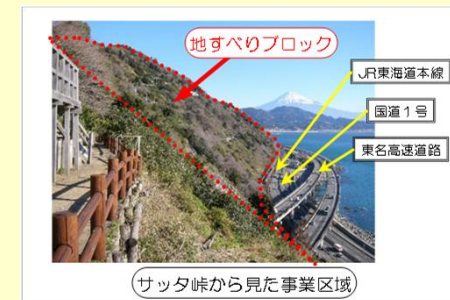 地すべりブロック
JR東海道本線
国道1号
東名高速道路
サッタ峠から見た事業区域